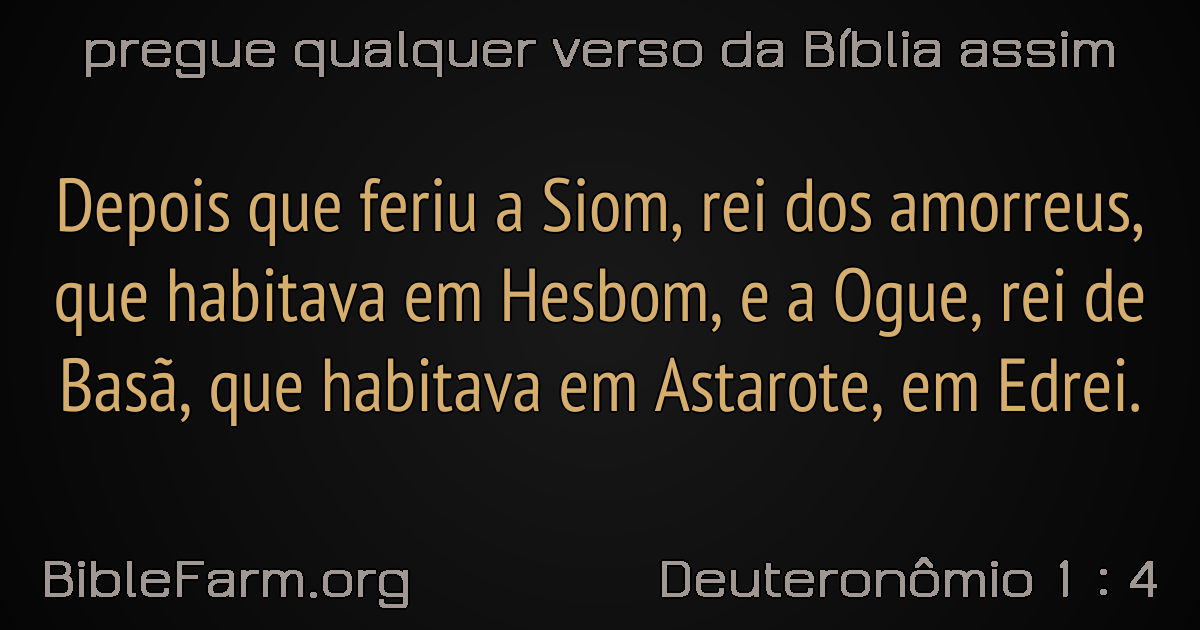 pregue qualquer verso da Bíblia assim
Depois que feriu a Siom, rei dos amorreus,
que habitava em Hesbom, e a Ogue, rei de
Basã, que habitava em Astarote, em Edrei.
BibleFarm.org
Deuteronômio 1 : 4